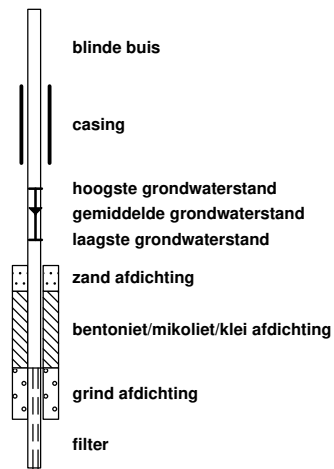 blinde buis
casing
hoogste grondwaterstand
gemiddelde grondwaterstand
laagste grondwaterstand
zand afdichting
bentoniet/mikoliet/klei afdichting
grind afdichting
filter